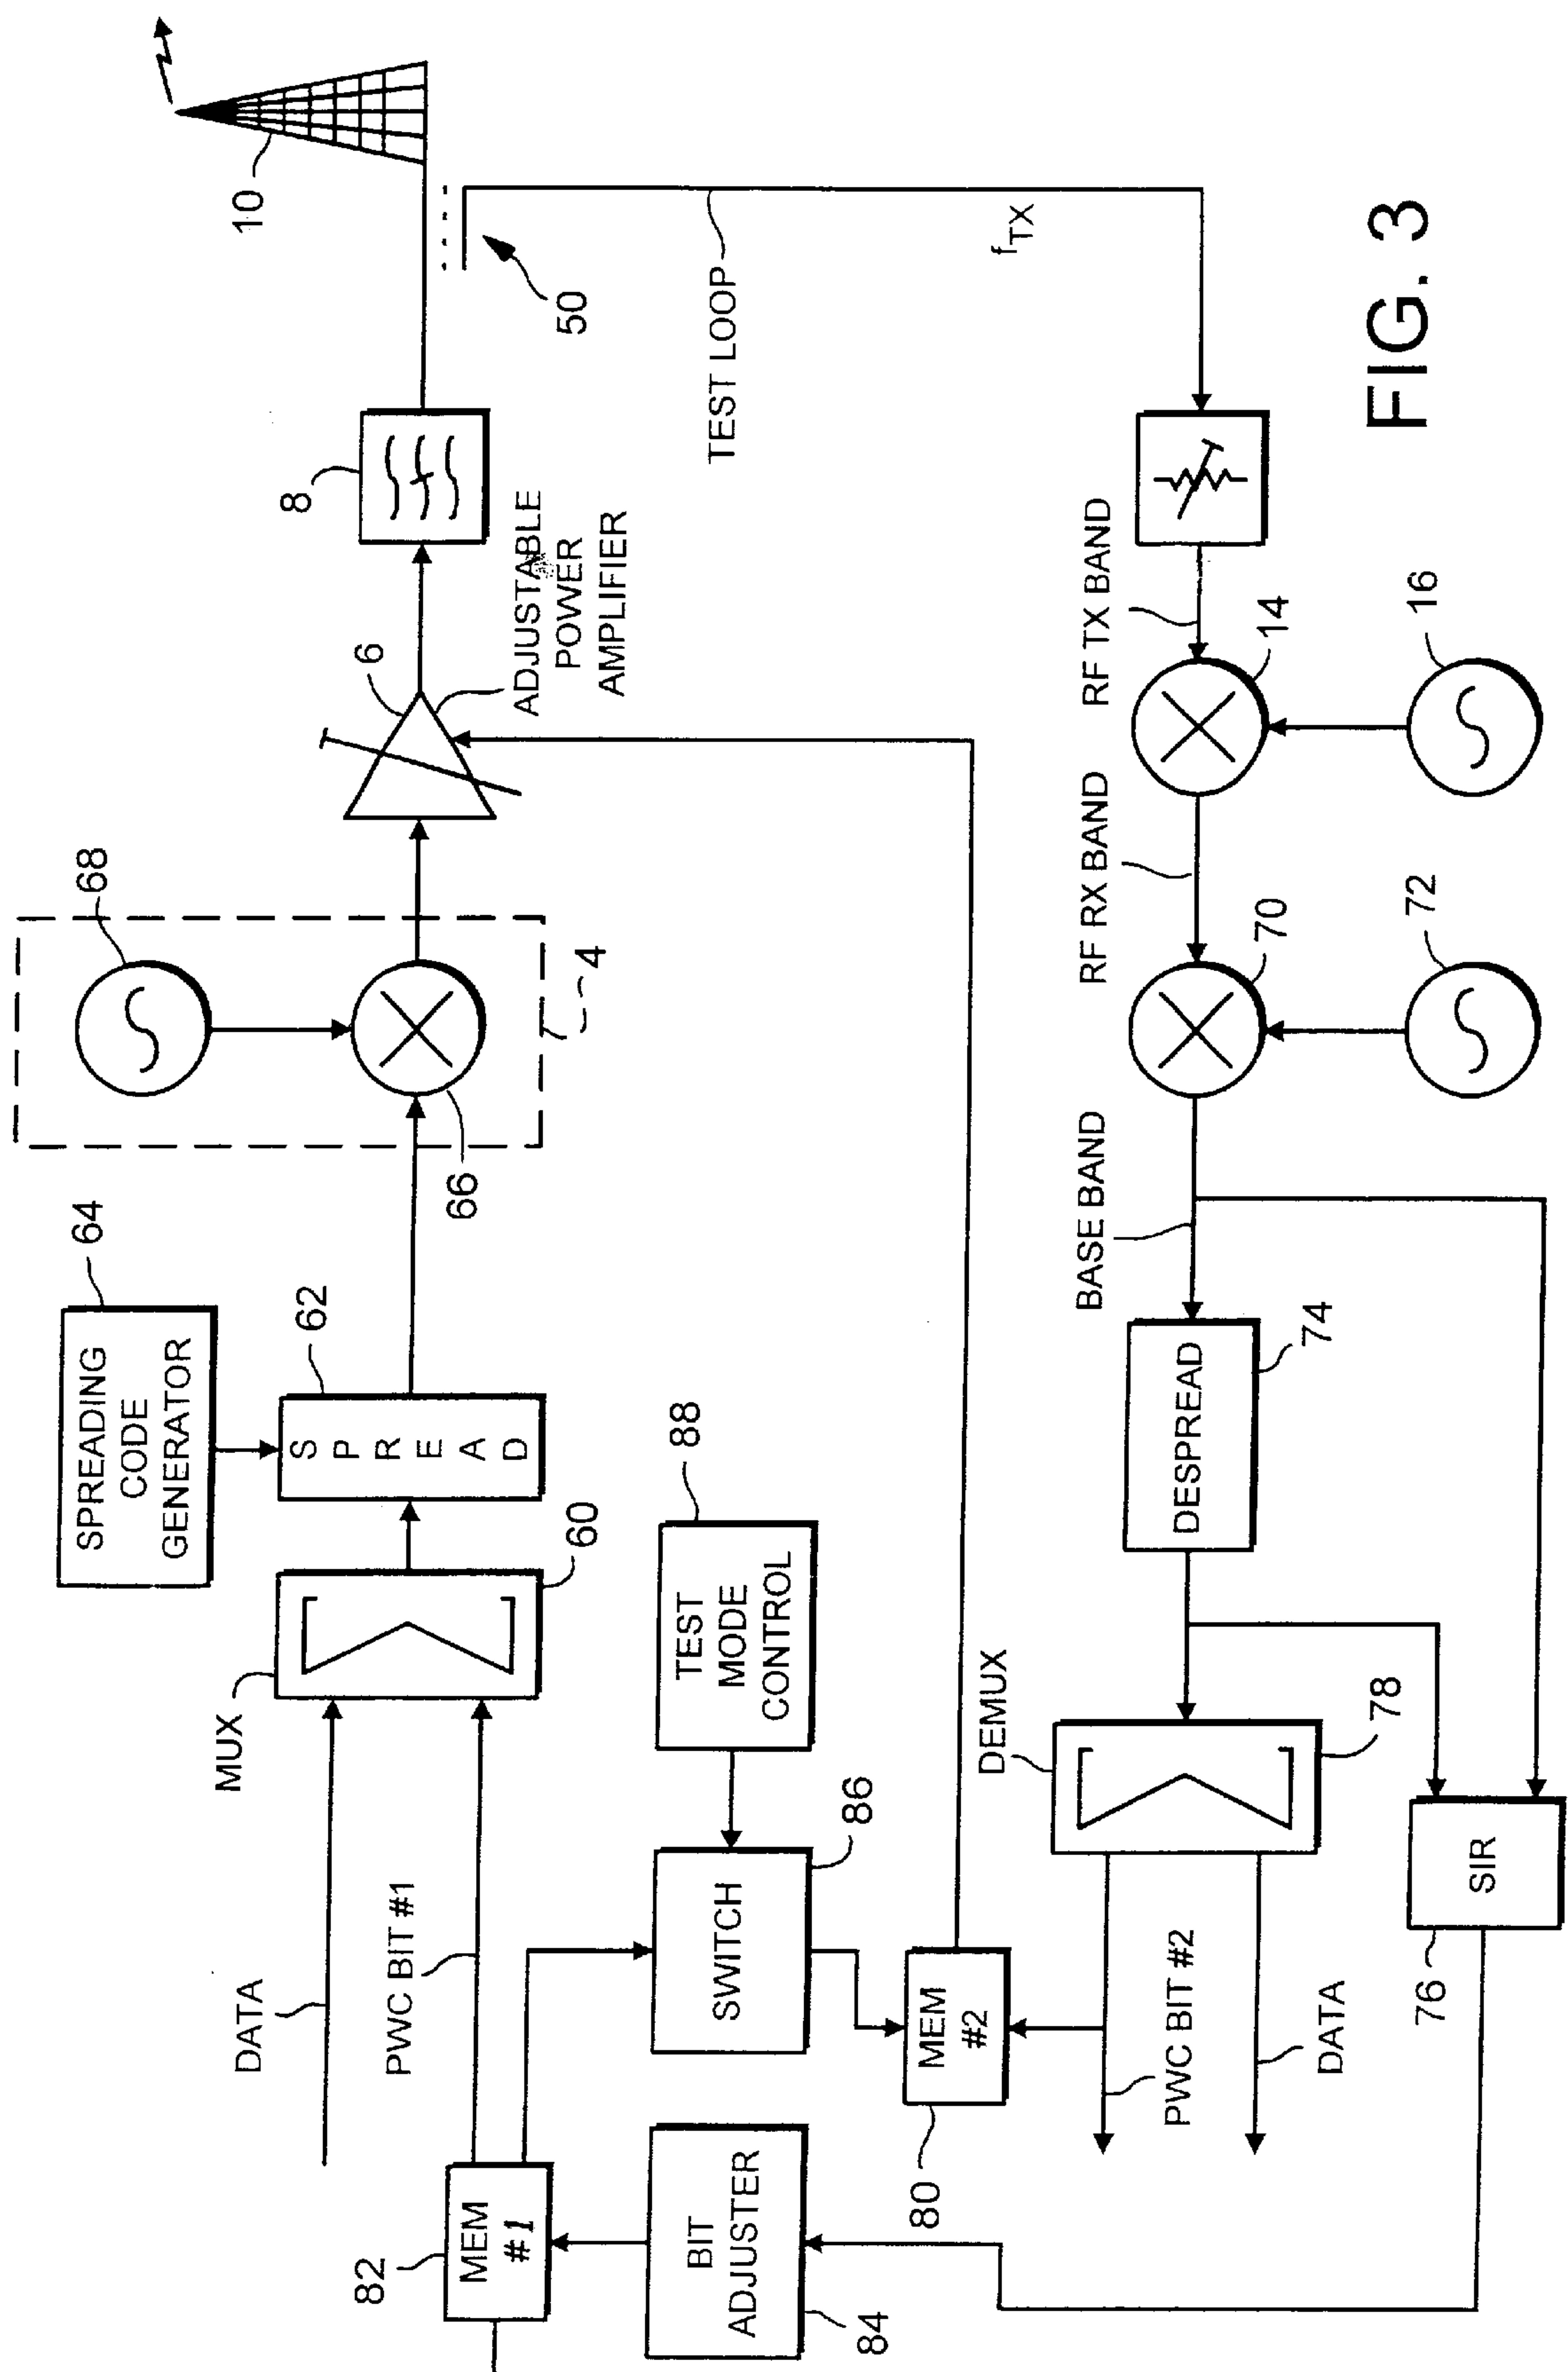 10
8
50
TEST LOOP
fTX
6
ADJUSTABLE
POWER
AMPLIFIER
68
4
66
64
SPREADING
CODE
GENERATOR
62
SPREAD
60
MUX
DATA
PWC BIT #1
88
TEST
MODE
CONTROL
86
SWITCH
82
MEM
#1
84
BIT
ADJUSTER
80
MEM
#2
RF TX BAND
14
16
RF RX BAND
70
72
BASE BAND
DESPREAD
74
DEMUX
78
PWC BIT #2
DATA
SIR
76
FIG. 3